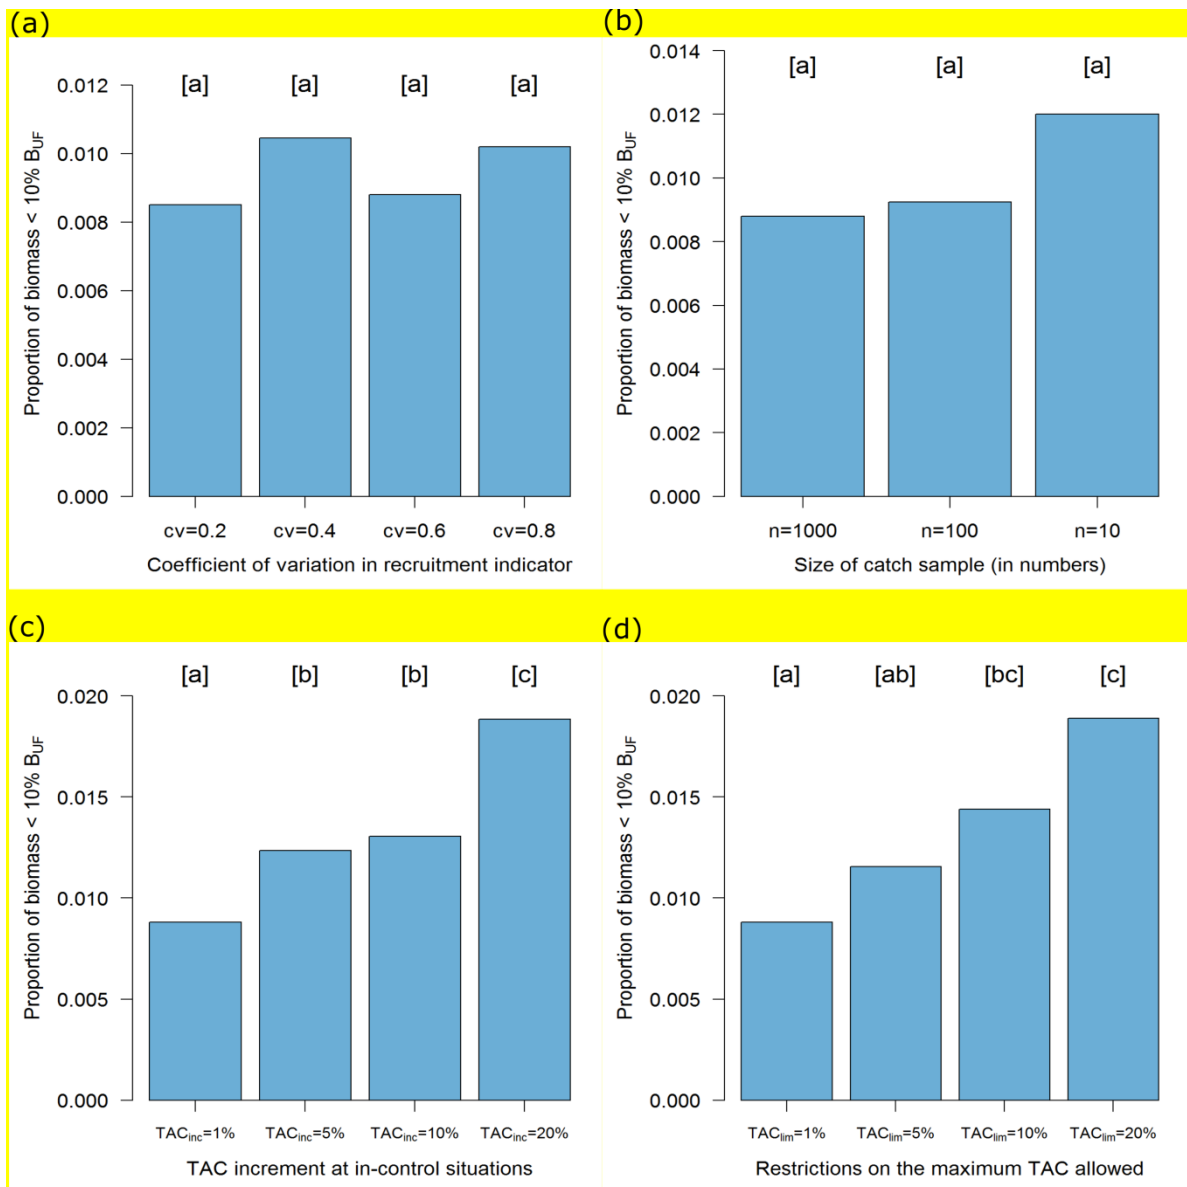 (a)
[a] [a] [a] [a]
0.012
0.010
0.008
0.006
0.004
0.002
0.000
Proportion of biomass < 10% BUF
cv=0.2 cv=0.4 cv=0.6 cv=0.8
Coefficient of variation in recruitment indicator
(b)
[a] [a] [a]
0.014
0.012
0.010
0.008
0.006
0.004
0.002
0.000
Proportion of biomass < 10% BUF
n=1000 n=100 n=10
Size of catch sample (in numbers)
(c)
[a] [b] [b] [c]
0.020
0.015
0.010
0.005
0.000
Proportion of biomass < 10% BUF
TACinc=1% TACinc=5% TACinc=10% TACinc=20%
TAC increment at in-control situations
(d)
[a] [ab] [bc] [c]
0.020
0.015
0.010
0.005
0.000
Proportion of biomass < 10% BUF
TAClim=1% TAClim=5% TAClim=10% TAClim=20%
Restrictions on the maximum TAC allowed